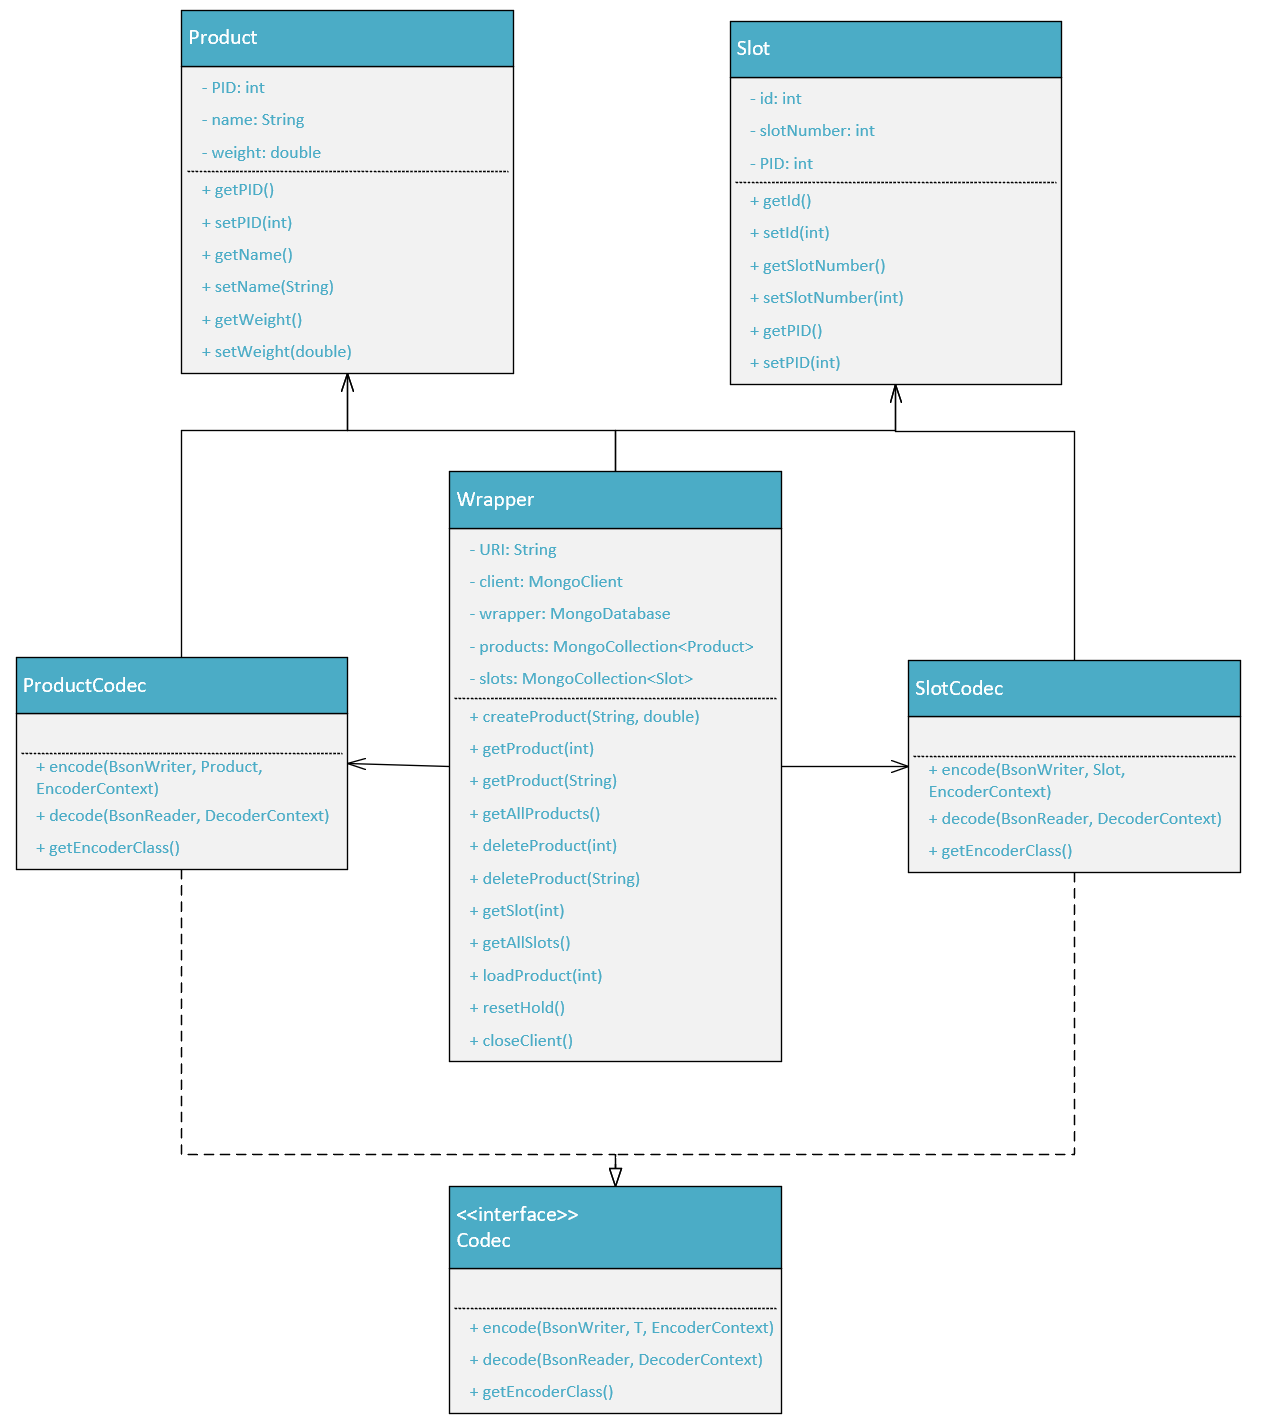 Product
- PID: int
- name: String
- weight: double
+ getPID()
+ setPID(int)
+ getName()
+ setName(String)
+ getWeight()
+ setWeight(double)
Slot
- id: int
- slotNumber: int
- PID: int
+ getId()
+ setId(int)
+ getSlotNumber()
+ setSlotNumber(int)
+ getPID()
+ setPID(int)
Wrapper
- URI: String
- client: MongoClient
- wrapper: MongoDatabase
- products: MongoCollection<Product>
- slots: MongoCollection<Slot>
+ createProduct(String, double)
+ getProduct(int)
+ getProduct(String)
+ getAllProducts()
+ deleteProduct(int)
+ deleteProduct(String)
+ getSlot(int)
+ getAllSlots()
+ loadProduct(int)
+ resetHold()
+ closeClient()
ProductCodec
+ encode(BsonWriter, Product,
EncoderContext)
+ decode(BsonReader, DecoderContext)
+ getEncoderClass()
SlotCodec
+ encode(BsonWriter, Slot,
EncoderContext)
+ decode(BsonReader, DecoderContext)
+ getEncoderClass()
<<interface>>
Codec
+ encode(BsonWriter, T, EncoderContext)
+ decode(BsonReader, DecoderContext)
+ getEncoderClass()